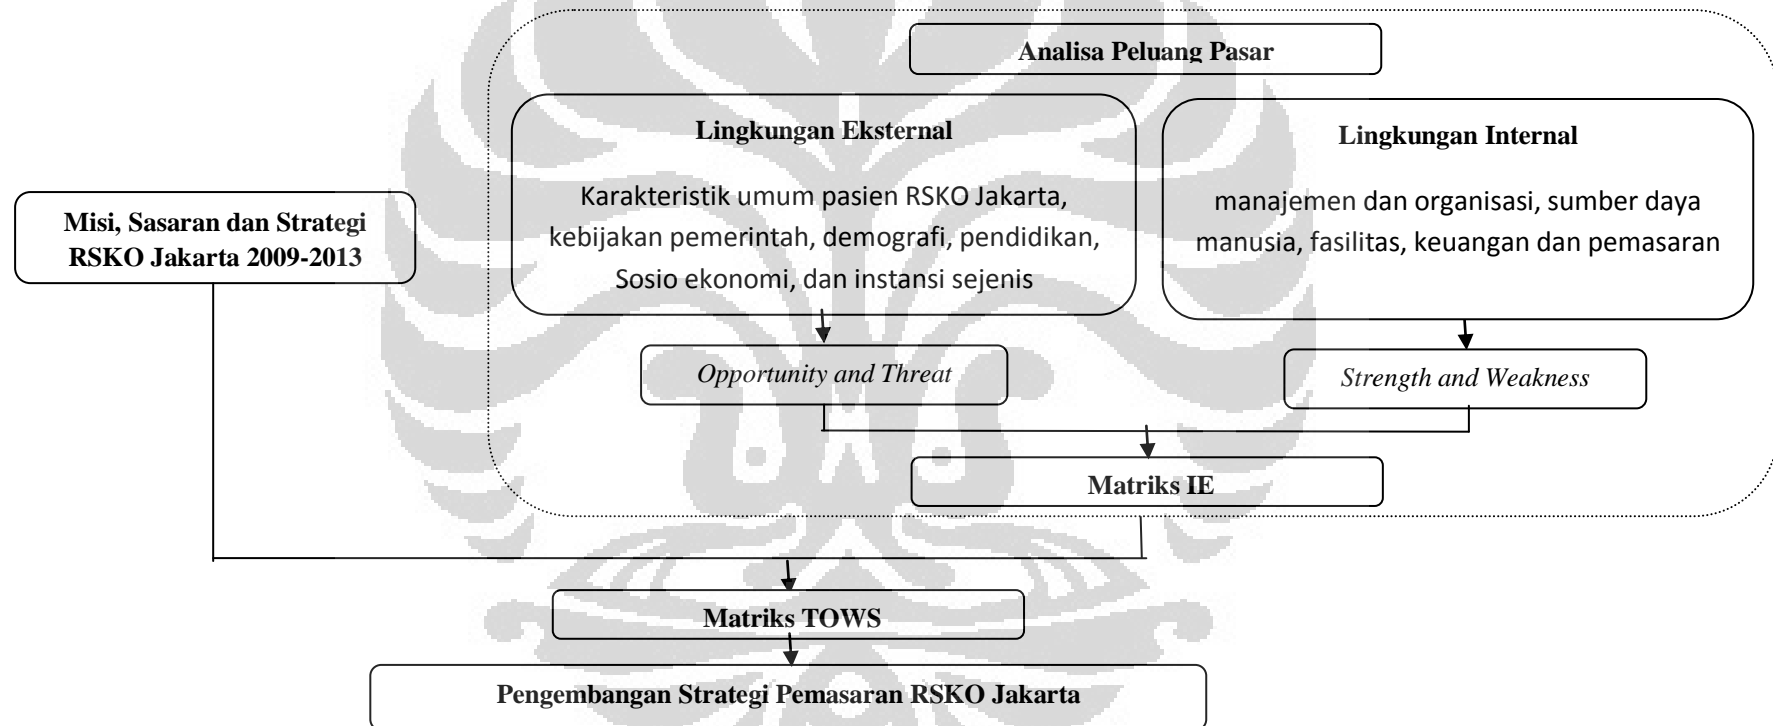 Analisa Peluang Pasar
Lingkungan Eksternal
Karakteristik umum pasien RSKO Jakarta,
kebijakan pemerintah, demografi, pendidikan,
Sosio ekonomi, dan instansi sejenis
Lingkungan Internal
manajemen dan organisasi, sumber daya
manusia, fasilitas, keuangan dan pemasaran
Misi, Sasaran dan Strategi
RSKO Jakarta 2009-2013
Opportunity and Threat
Strength and Weakness
Matriks IE
Matriks TOWS
Pengembangan Strategi Pemasaran RSKO Jakarta